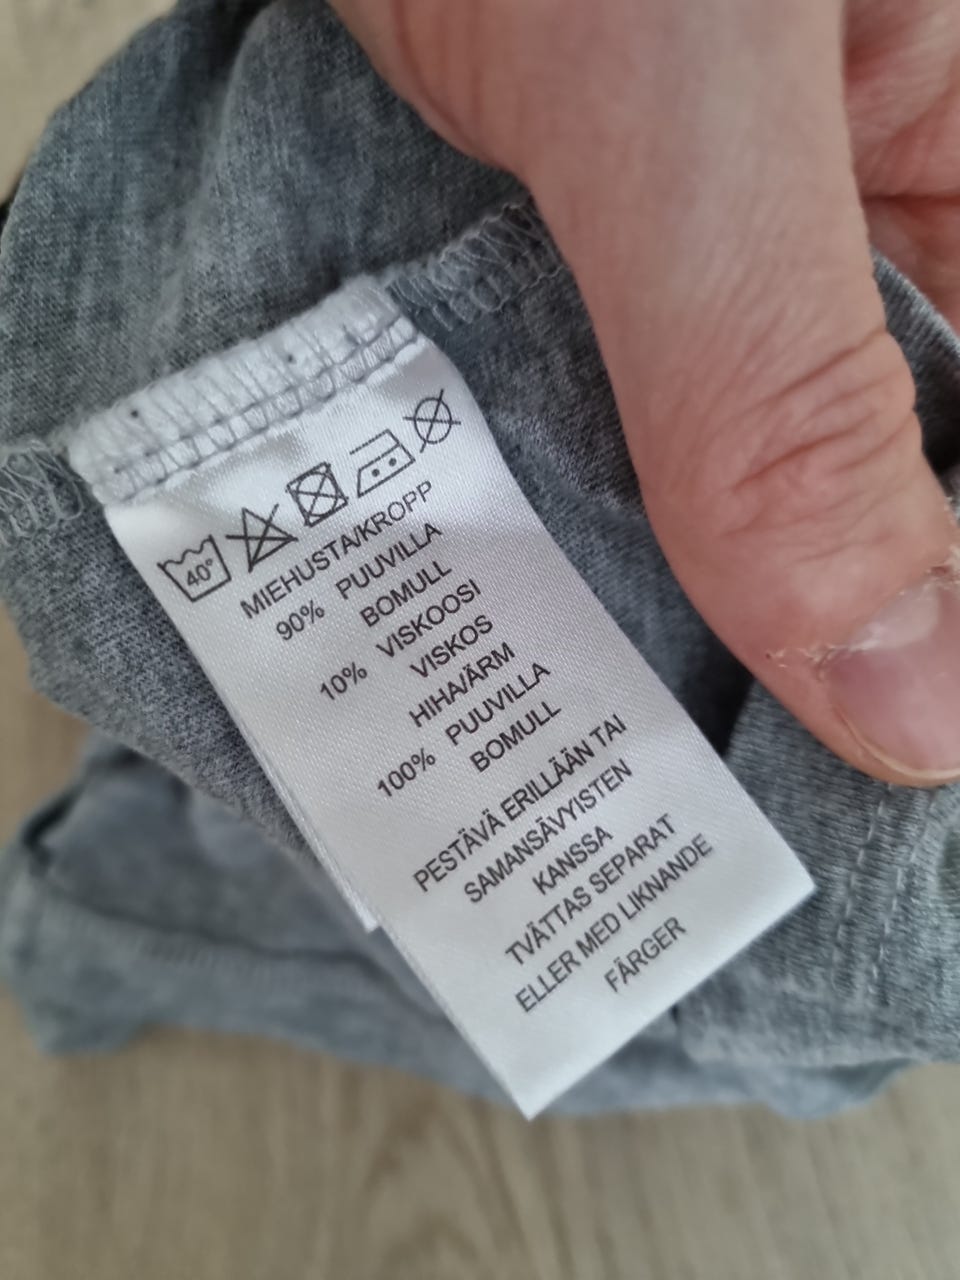 40°
MIEHUSTA/KROPP
90% PUUVILLA
BOMULL
10% VISKOOSI
VISKOS
HIHA/ÄRM
100% PUUVILLA
BOMULL
PESTÄVÄ ERILLÄÄN TAI
SAMANSÄVYISTEN
KANSSA
TVÄTTAS SEPARAT
ELLER MED LIKNANDE
FÄRGER